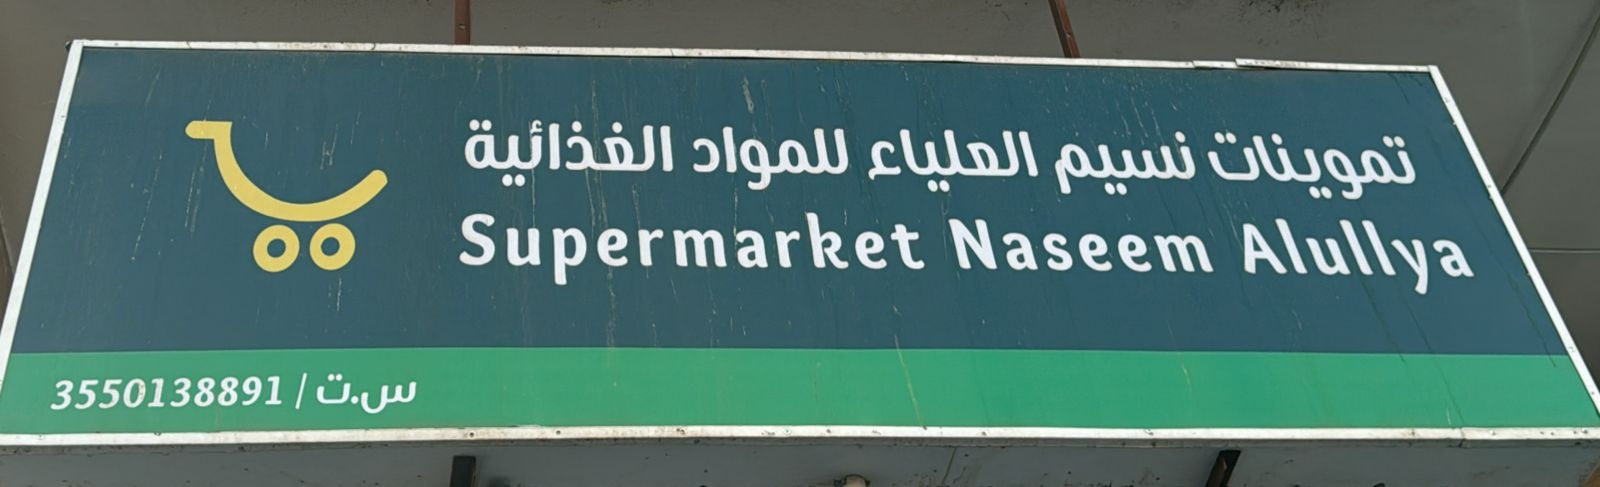 تموينات نسيم العلياء للمواد الغذائية
Supermarket Naseem Alullya
س.ت / 3550138891